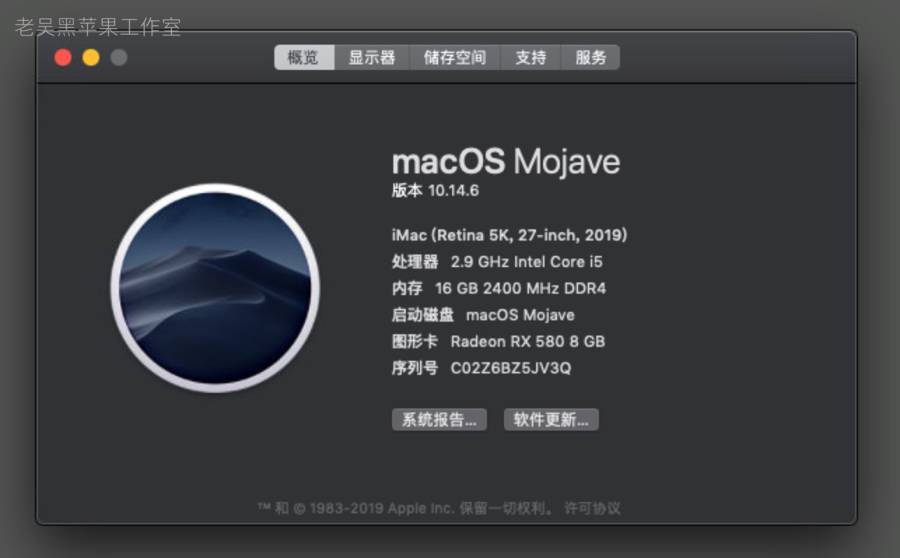 老吴黑苹果工作室
概览 显示器 储存空间 支持 服务
macOS Mojave
版本 10.14.6
iMac (Retina 5K, 27-inch, 2019)
处理器 2.9 GHz Intel Core i5
内存 16 GB 2400 MHz DDR4
启动磁盘 macOS Mojave
图形卡 Radeon RX 580 8 GB
序列号 C02Z6BZ5JV3Q
系统报告... 软件更新...
™ 和 © 1983-2019 Apple Inc. 保留一切权利。 许可协议